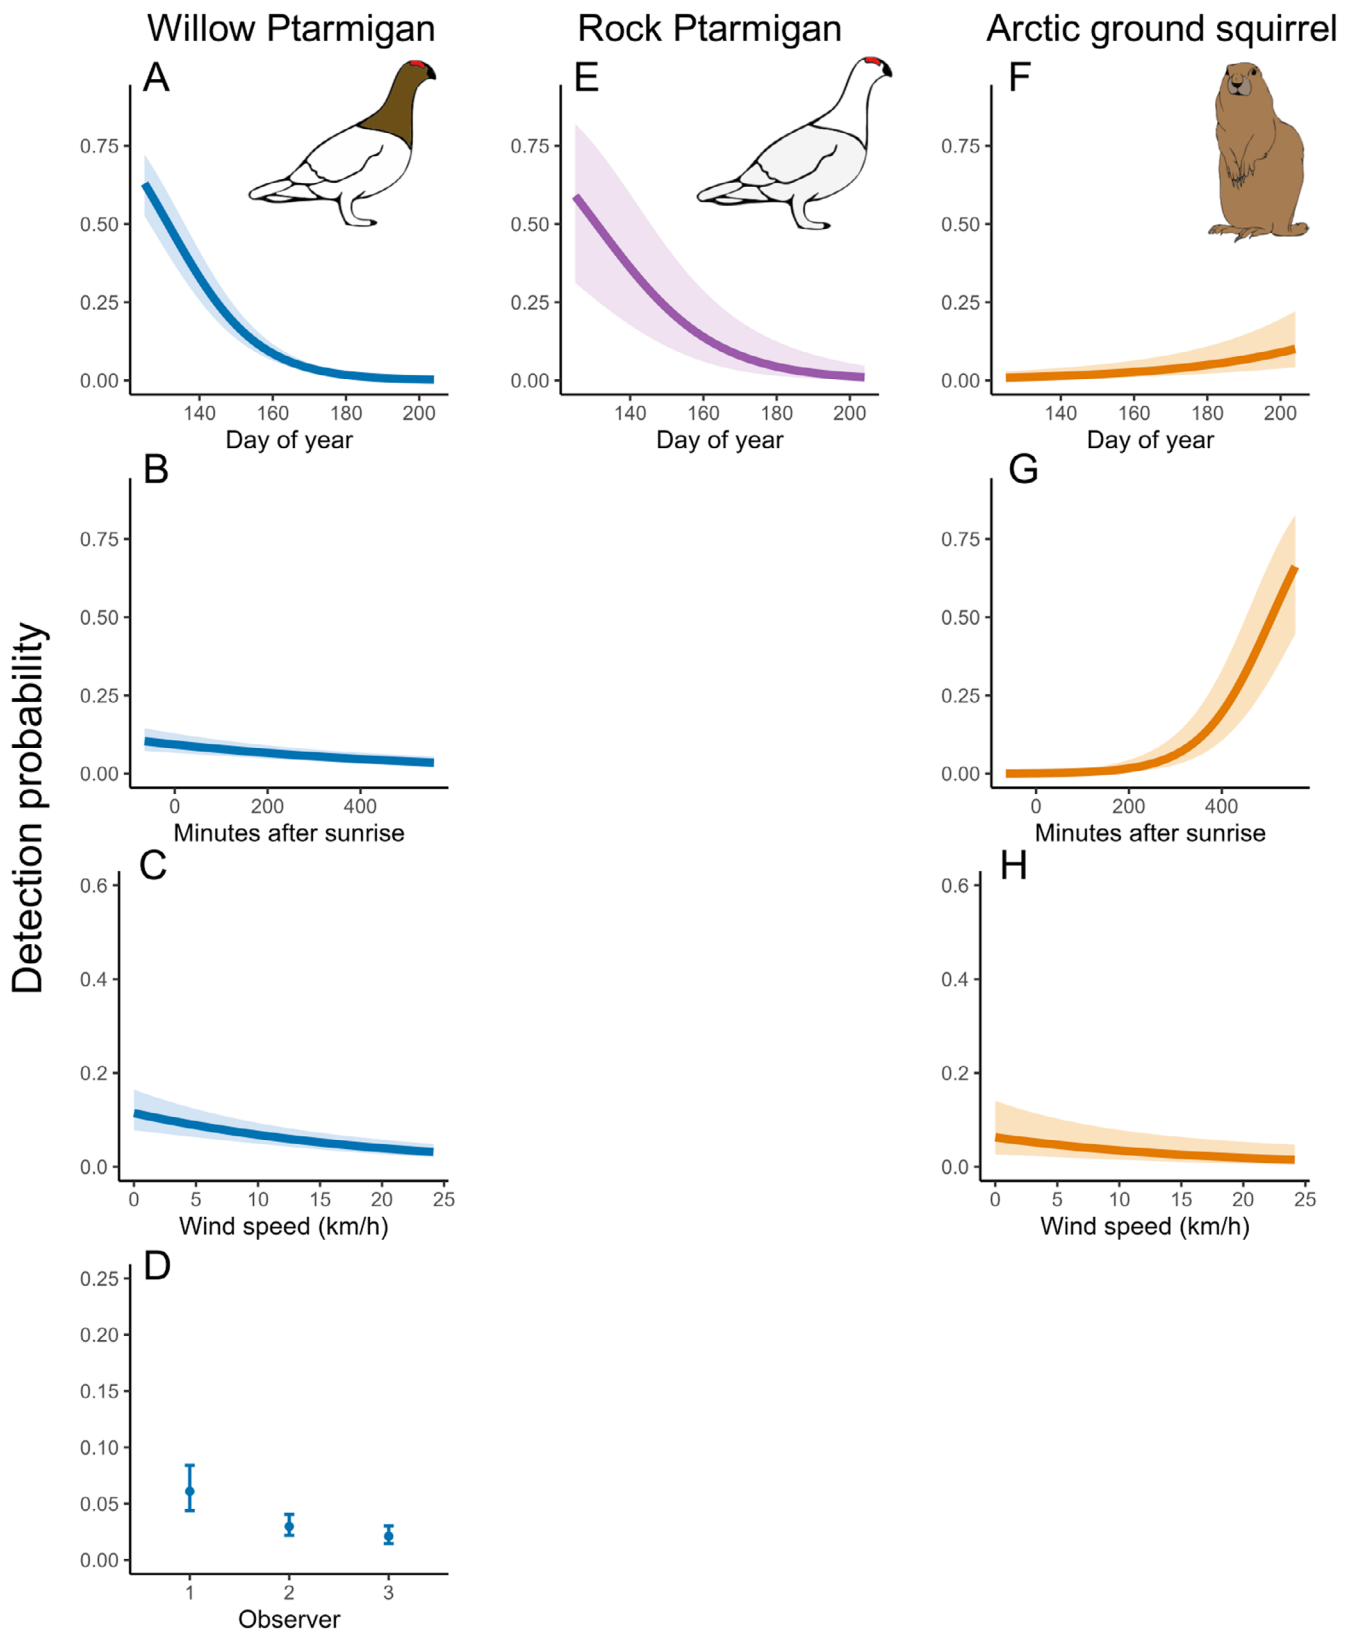 Willow Ptarmigan
Rock Ptarmigan
Arctic ground squirrel
Detection probability
A
0.75
0.50
0.25
0.00
140 160 180 200
Day of year
E
0.75
0.50
0.25
0.00
140 160 180 200
Day of year
F
0.75
0.50
0.25
0.00
140 160 180 200
Day of year
B
0.75
0.50
0.25
0.00
0 200 400
Minutes after sunrise
G
0.75
0.50
0.25
0.00
0 200 400
Minutes after sunrise
C
0.6
0.4
0.2
0.0
0 5 10 15 20 25
Wind speed (km/h)
H
0.6
0.4
0.2
0.0
0 5 10 15 20 25
Wind speed (km/h)
D
0.25
0.20
0.15
0.10
0.05
0.00
1 2 3
Observer